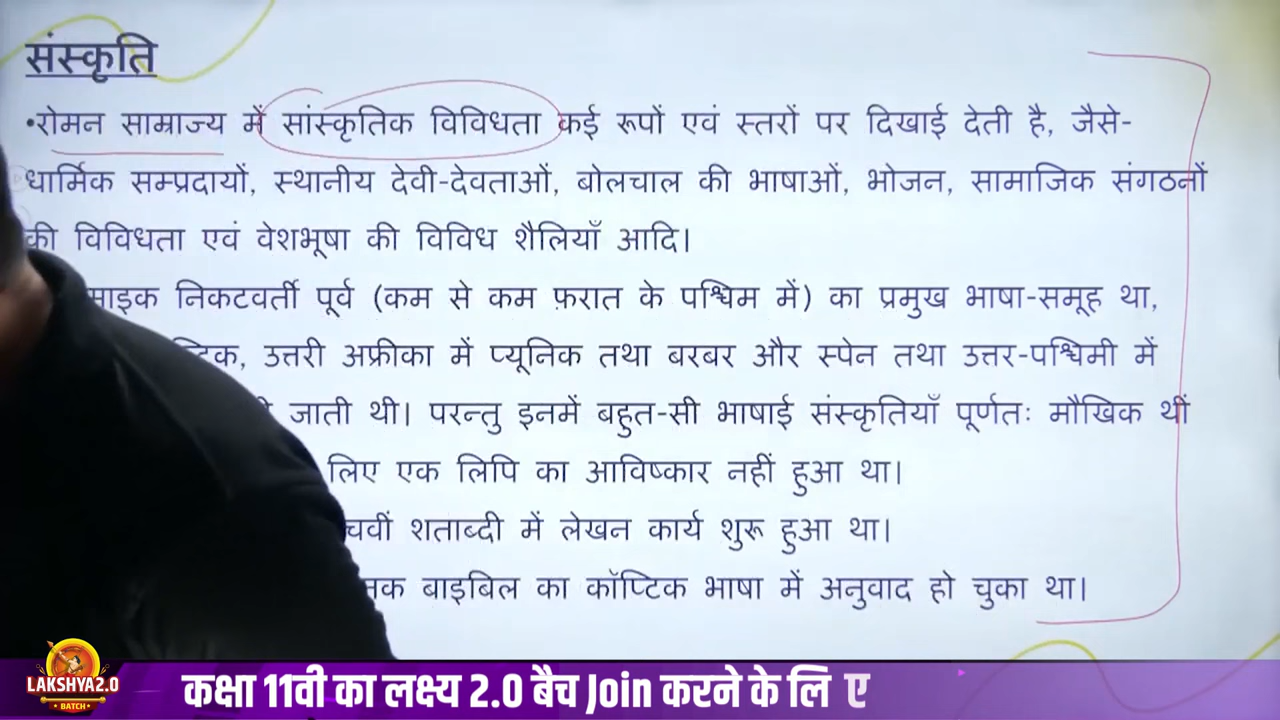 संस्कृति
•रोमन साम्राज्य में सांस्कृतिक विविधता कई रूपों एवं स्तरों पर दिखाई देती है, जैसे-
धार्मिक सम्प्रदायों, स्थानीय देवी-देवताओं, बोलचाल की भाषाओं, भोजन, सामाजिक संगठनों
की विविधता एवं वेशभूषा की विविध शैलियाँ आदि।
निकटवर्ती पूर्व (कम से कम फ़रात के पश्चिम में) का प्रमुख भाषा-समूह था,
उत्तरी अफ्रीका में प्यूनिक तथा बरबर और स्पेन तथा उत्तर-पश्चिमी में
जाती थी। परन्तु इनमें बहुत-सी भाषाई संस्कृतियाँ पूर्णतः मौखिक थीं
लिए एक लिपि का आविष्कार नहीं हुआ था।
शताब्दी में लेखन कार्य शुरू हुआ था।
बाइबिल का कॉप्टिक भाषा में अनुवाद हो चुका था।
LAKSHYA2.0
BATCH
कक्षा 11वी का लक्ष्य 2.0 बैच Join करने के लि ए